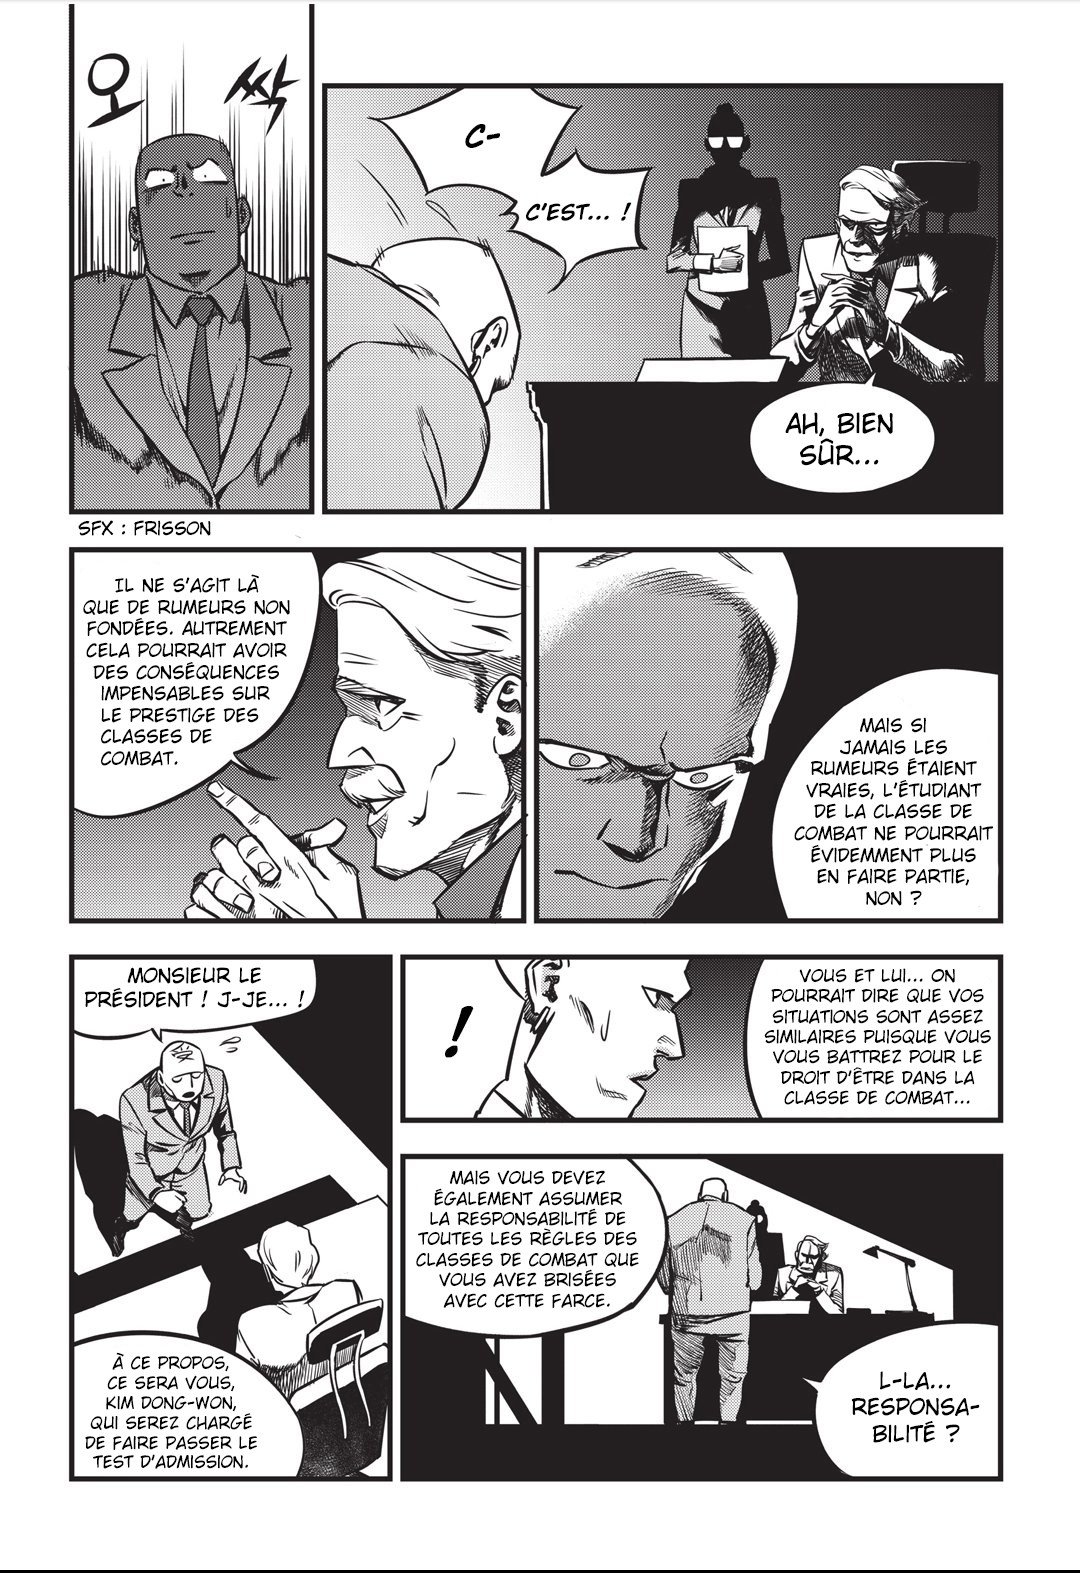 오
싹
SFX : FRISSON
C-
C'EST... !
AH, BIEN
SÛR...
IL NE S'AGIT LÀ
QUE DE RUMEURS NON
FONDÉES. AUTREMENT
CELA POURRAIT AVOIR
DES CONSÉQUENCES
IMPENSABLES SUR
LE PRESTIGE DES
CLASSES DE
COMBAT.
MAIS SI
JAMAIS LES
RUMEURS ÉTAIENT
VRAIES, L'ÉTUDIANT
DE LA CLASSE DE
COMBAT NE POURRAIT
ÉVIDEMMENT PLUS
EN FAIRE PARTIE,
NON ?
MONSIEUR LE
PRÉSIDENT ! J-JE... !
À CE PROPOS,
CE SERA VOUS,
KIM DONG-WON,
QUI SEREZ CHARGÉ
DE FAIRE PASSER LE
TEST D'ADMISSION.
!
VOUS ET LUI... ON
POURRAIT DIRE QUE VOS
SITUATIONS SONT ASSEZ
SIMILAIRES PUISQUE VOUS
VOUS BATTREZ POUR LE
DROIT D'ÊTRE DANS LA
CLASSE DE COMBAT...
MAIS VOUS DEVEZ
ÉGALEMENT ASSUMER
LA RESPONSABILITÉ DE
TOUTES LES RÈGLES DES
CLASSES DE COMBAT QUE
VOUS AVEZ BRISÉES
AVEC CETTE FARCE.
L-LA...
RESPONSA-
BILITÉ ?